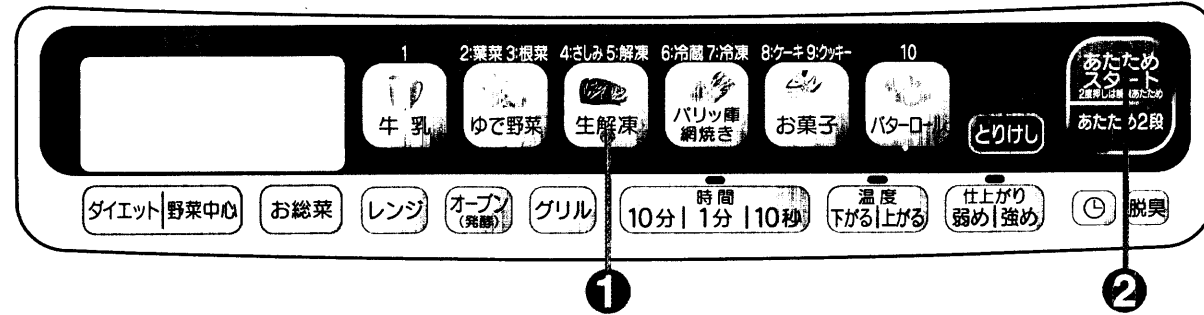 1
2:葉菜 3:根菜
4:さしみ 5:解凍
6:冷蔵 7:冷凍
8:ケーキ 9:クッキー
10
牛乳
ゆで野菜
生解凍
パリッ庫
網焼き
お菓子
バターロール
とりけし
あたため
スタート
あたため2段
ダイエット|野菜中心
お総菜
レンジ
オーブン
(発酵)
グリル
時間
10分|1分|10秒
温度
下がる|上がる
仕上がり
弱め|強め
脱臭
1
2